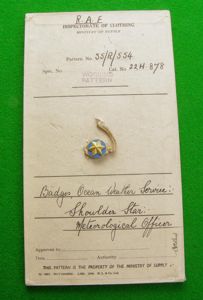 R.A.F
INSPECTORATE OF CLOTHING
MINISTRY OF SUPPLY
Pattern No. 35/R/554
Spec. No. Cat. No. 22H-878
WORKING
PATTERN
Badges Ocean Weather Service:
Shoulder Star:
Meteorological Officer
Approved by
This Authority
THIS PATTERN IS THE PROPERTY OF THE MINISTRY OF SUPPLY